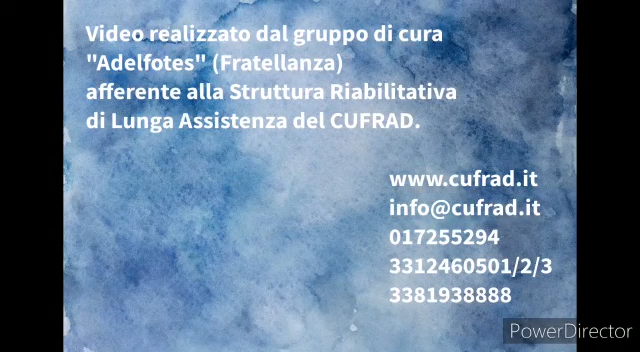 Video realizzato dal gruppo di cura
"Adelfotes" (Fratellanza)
afferente alla Struttura Riabilitativa
di Lunga Assistenza del CUFRAD.
www.cufrad.it
info@cufrad.it
017255294
3312460501/2/3
3381938888
PowerDirector